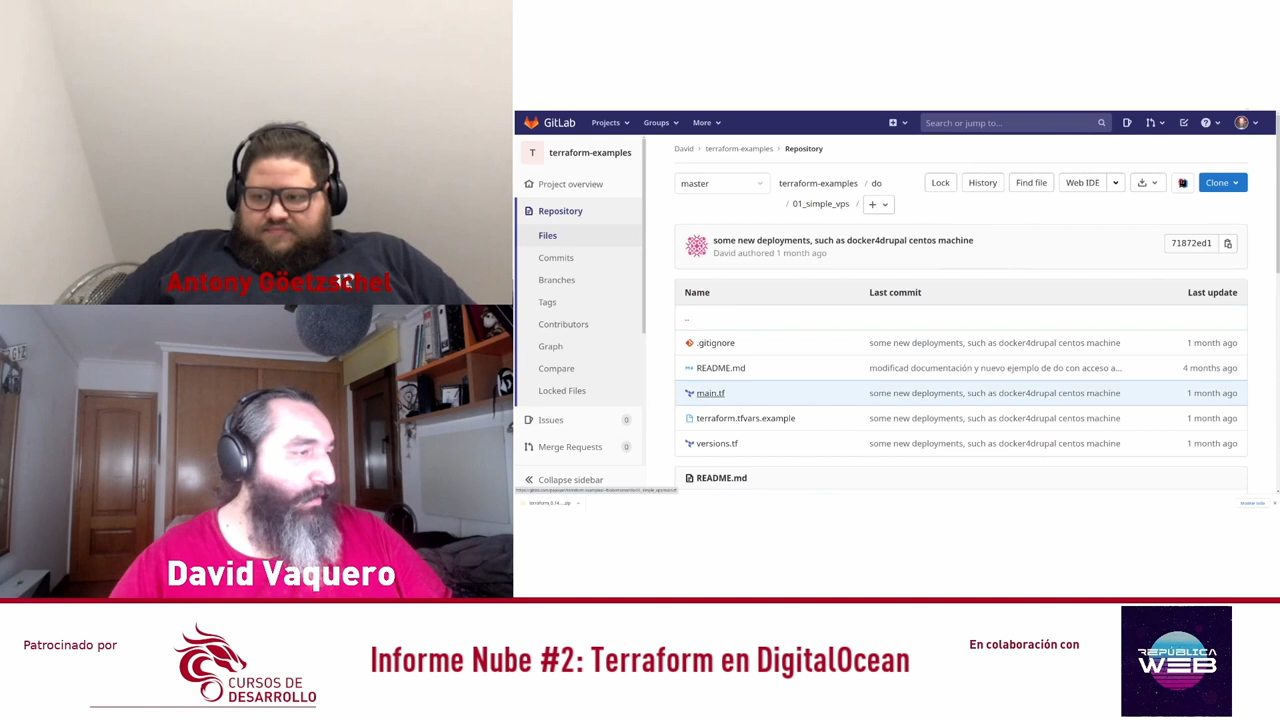 Antony Göetzschel
David Vaquero
GitLab
Projects
Groups
More
Search or jump to...
T
terraform-examples
Project overview
Repository
Files
Commits
Branches
Tags
Contributors
Graph
Compare
Locked Files
Issues
0
Merge Requests
0
Collapse sidebar
David › terraform-examples › Repository
master
terraform-examples / do
/ 01_simple_vps / +
Lock
History
Find file
Web IDE
Clone
some new deployments, such as docker4drupal centos machine
David authored 1 month ago
71872ed1
Name Last commit Last update
..
.gitignore some new deployments, such as docker4drupal centos machine 1 month ago
README.md modificad documentación y nuevo ejemplo de do con acceso a... 4 months ago
main.tf some new deployments, such as docker4drupal centos machine 1 month ago
terraform.tfvars.example some new deployments, such as docker4drupal centos machine 1 month ago
versions.tf some new deployments, such as docker4drupal centos machine 1 month ago
README.md
Patrocinado por
CURSOS DE
DESARROLLO
Informe Nube #2: Terraform en DigitalOcean
En colaboración con
REPÚBLICA
WEB